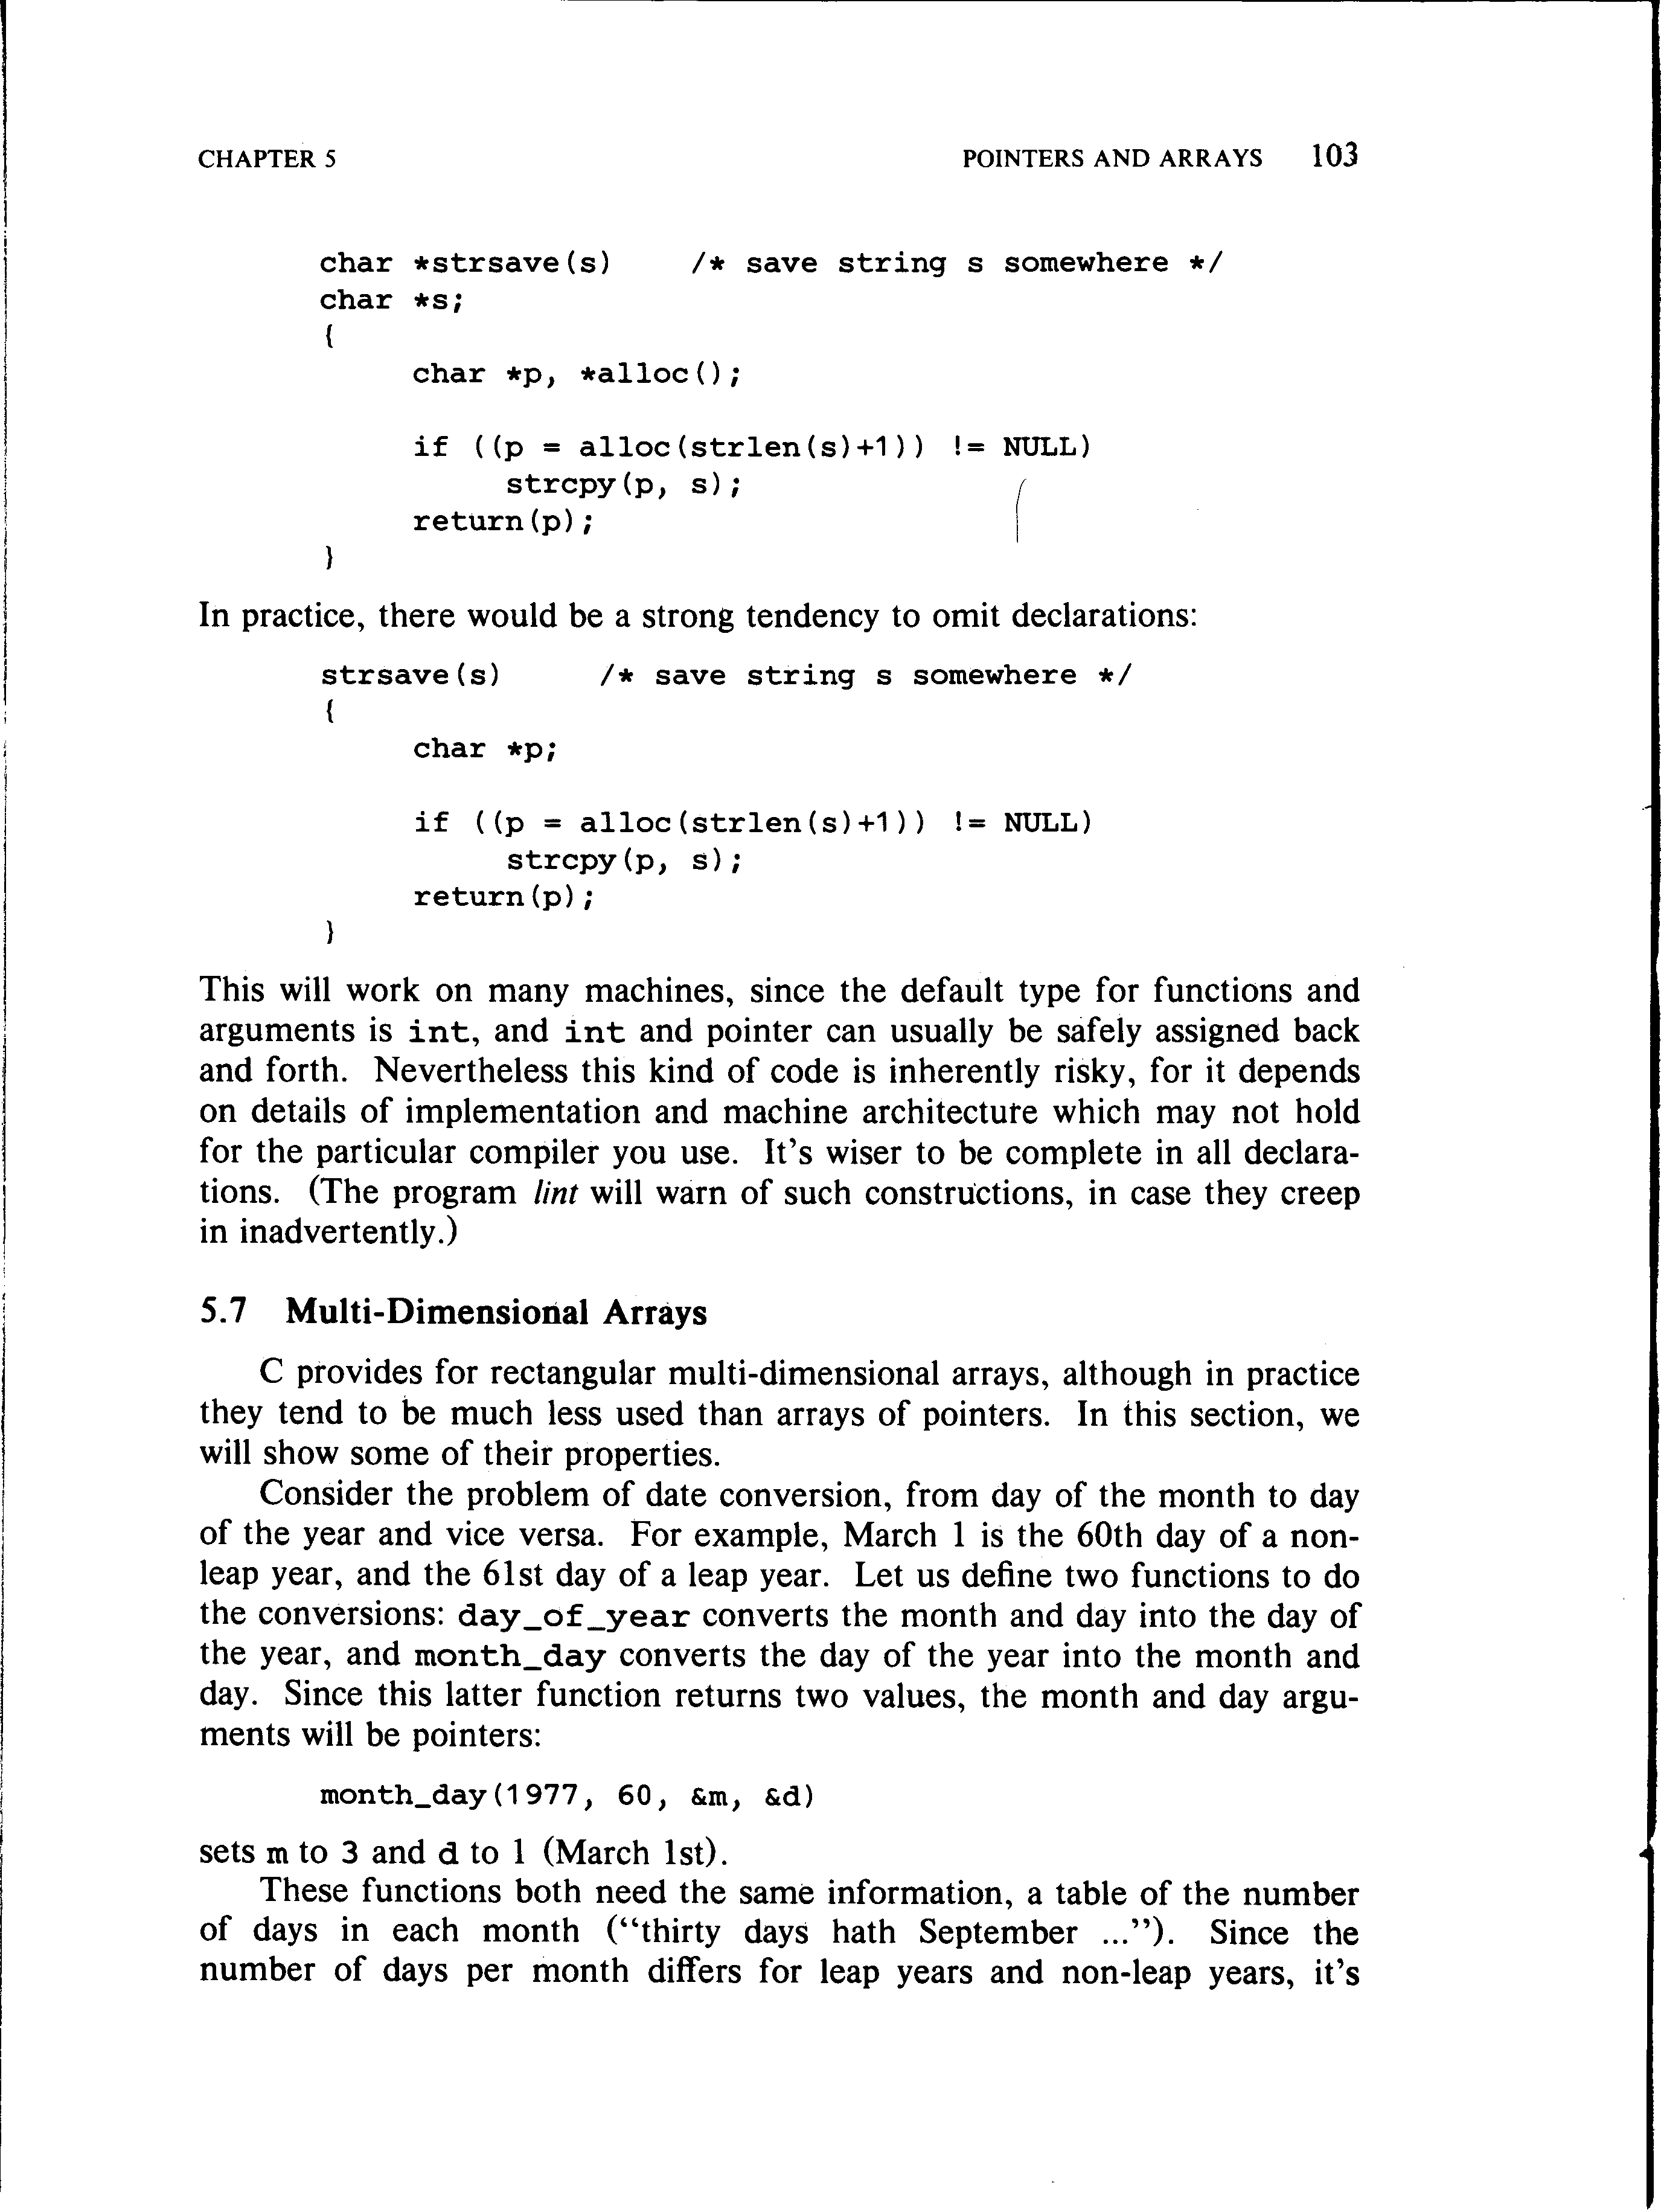 CHAPTER 5 POINTERS AND ARRAYS 103
char *strsave(s) /* save string s somewhere */
char *s;
{
char *p, *alloc();
if ((p = alloc(strlen(s)+1)) != NULL)
strcpy(p, s);
return(p);
}
In practice, there would be a strong tendency to omit declarations:
strsave(s) /* save string s somewhere */
{
char *p;
if ((p = alloc(strlen(s)+1)) != NULL)
strcpy(p, s);
return(p);
}
This will work on many machines, since the default type for functions and
arguments is int, and int and pointer can usually be safely assigned back
and forth. Nevertheless this kind of code is inherently risky, for it depends
on details of implementation and machine architecture which may not hold
for the particular compiler you use. It's wiser to be complete in all declara-
tions. (The program lint will warn of such constructions, in case they creep
in inadvertently.)
5.7 Multi-Dimensional Arrays
C provides for rectangular multi-dimensional arrays, although in practice
they tend to be much less used than arrays of pointers. In this section, we
will show some of their properties.
Consider the problem of date conversion, from day of the month to day
of the year and vice versa. For example, March 1 is the 60th day of a non-
leap year, and the 61st day of a leap year. Let us define two functions to do
the conversions: day_of_year converts the month and day into the day of
the year, and month_day converts the day of the year into the month and
day. Since this latter function returns two values, the month and day argu-
ments will be pointers:
month_day(1977, 60, &m, &d)
sets m to 3 and d to 1 (March 1st).
These functions both need the same information, a table of the number
of days in each month (“thirty days hath September ...”). Since the
number of days per month differs for leap years and non-leap years, it's